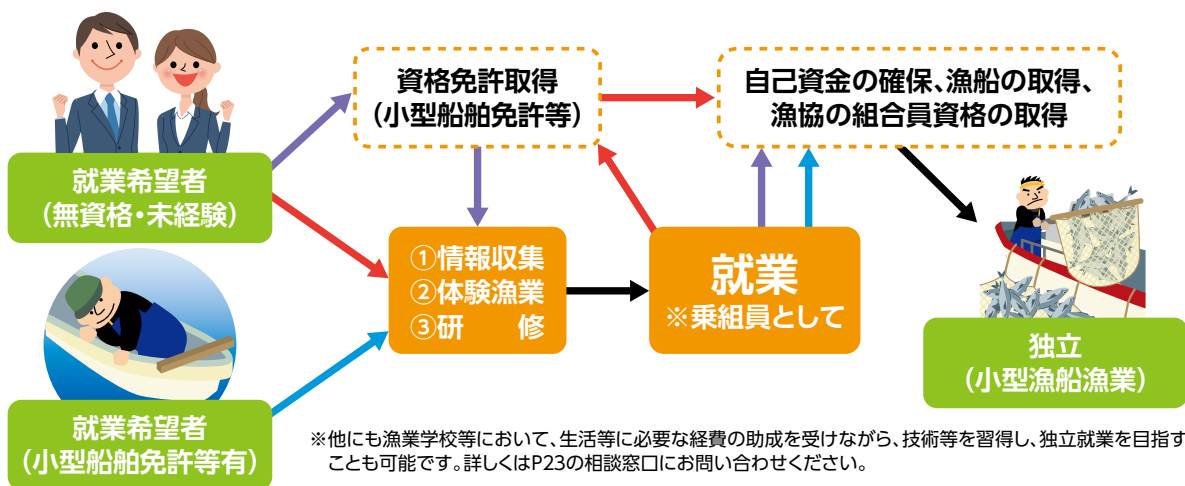 資格免許取得
（小型船舶免許等）
自己資金の確保、漁船の取得、
漁協の組合員資格の取得
就業希望者
（無資格・未経験）
①情報収集
②体験漁業
③研　　修
就業
※乗組員として
独立
（小型漁船漁業）
就業希望者
（小型船舶免許等有）
※他にも漁業学校等において、生活等に必要な経費の助成を受けながら、技術等を習得し、独立就業を目指す
ことも可能です。詳しくはP23の相談窓口にお問い合わせください。